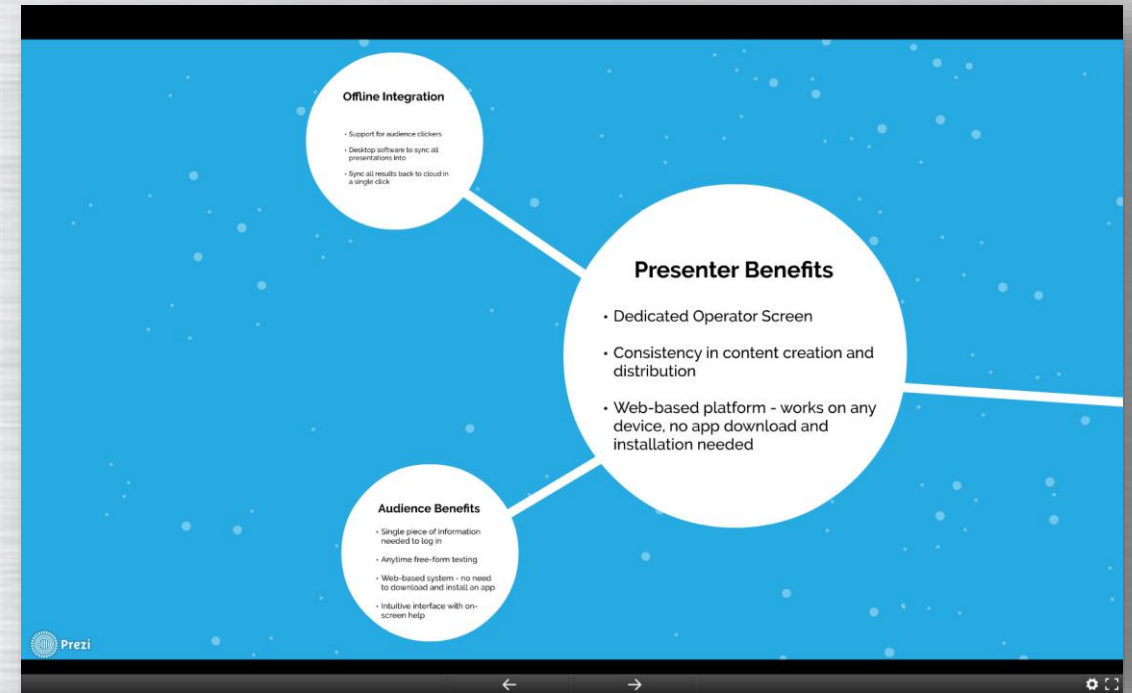 Offline Integration
• Support for audience clickers
• Desktop software to sync all
presentations into
• Sync all results back to cloud in
a single click
Presenter Benefits
• Dedicated Operator Screen
• Consistency in content creation and
distribution
• Web-based platform - works on any
device, no app download and
installation needed
Audience Benefits
• Single piece of information
needed to log in
• Anytime free-form texting
• Web-based system - no need
to download and install an app
• Intuitive interface with on-
screen help
Prezi